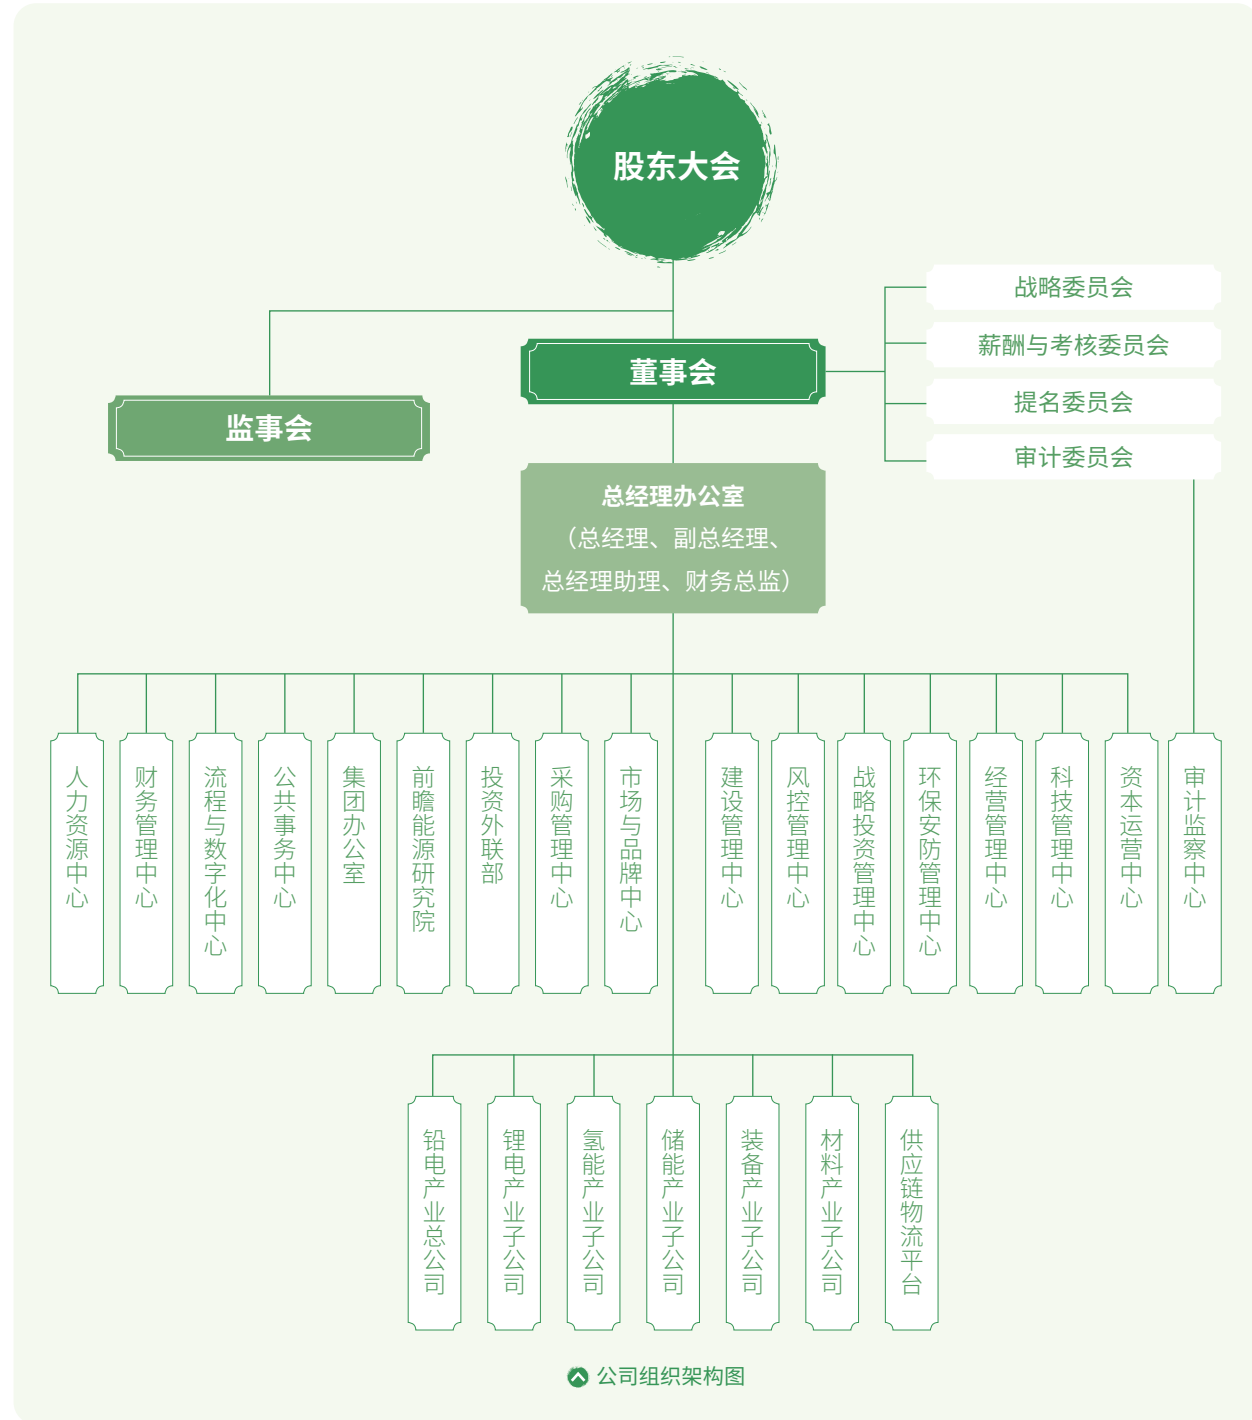 股东大会
战略委员会
薪酬与考核委员会
董事会
提名委员会
监事会
审计委员会
总经理办公室
（总经理、副总经理、
总经理助理、财务总监）
人力资源中心
财务管理中心
流程与数字化中心
公共事务中心
集团办公室
前瞻能源研究院
投资外联部
采购管理中心
市场与品牌中心
建设管理中心
风控管理中心
战略投资管理中心
环保安防管理中心
经营管理中心
科技管理中心
资本运营中心
审计监察中心
铅电产业总公司
锂电产业子公司
氢能产业子公司
储能产业子公司
装备产业子公司
材料产业子公司
供应链物流平台
公司组织架构图